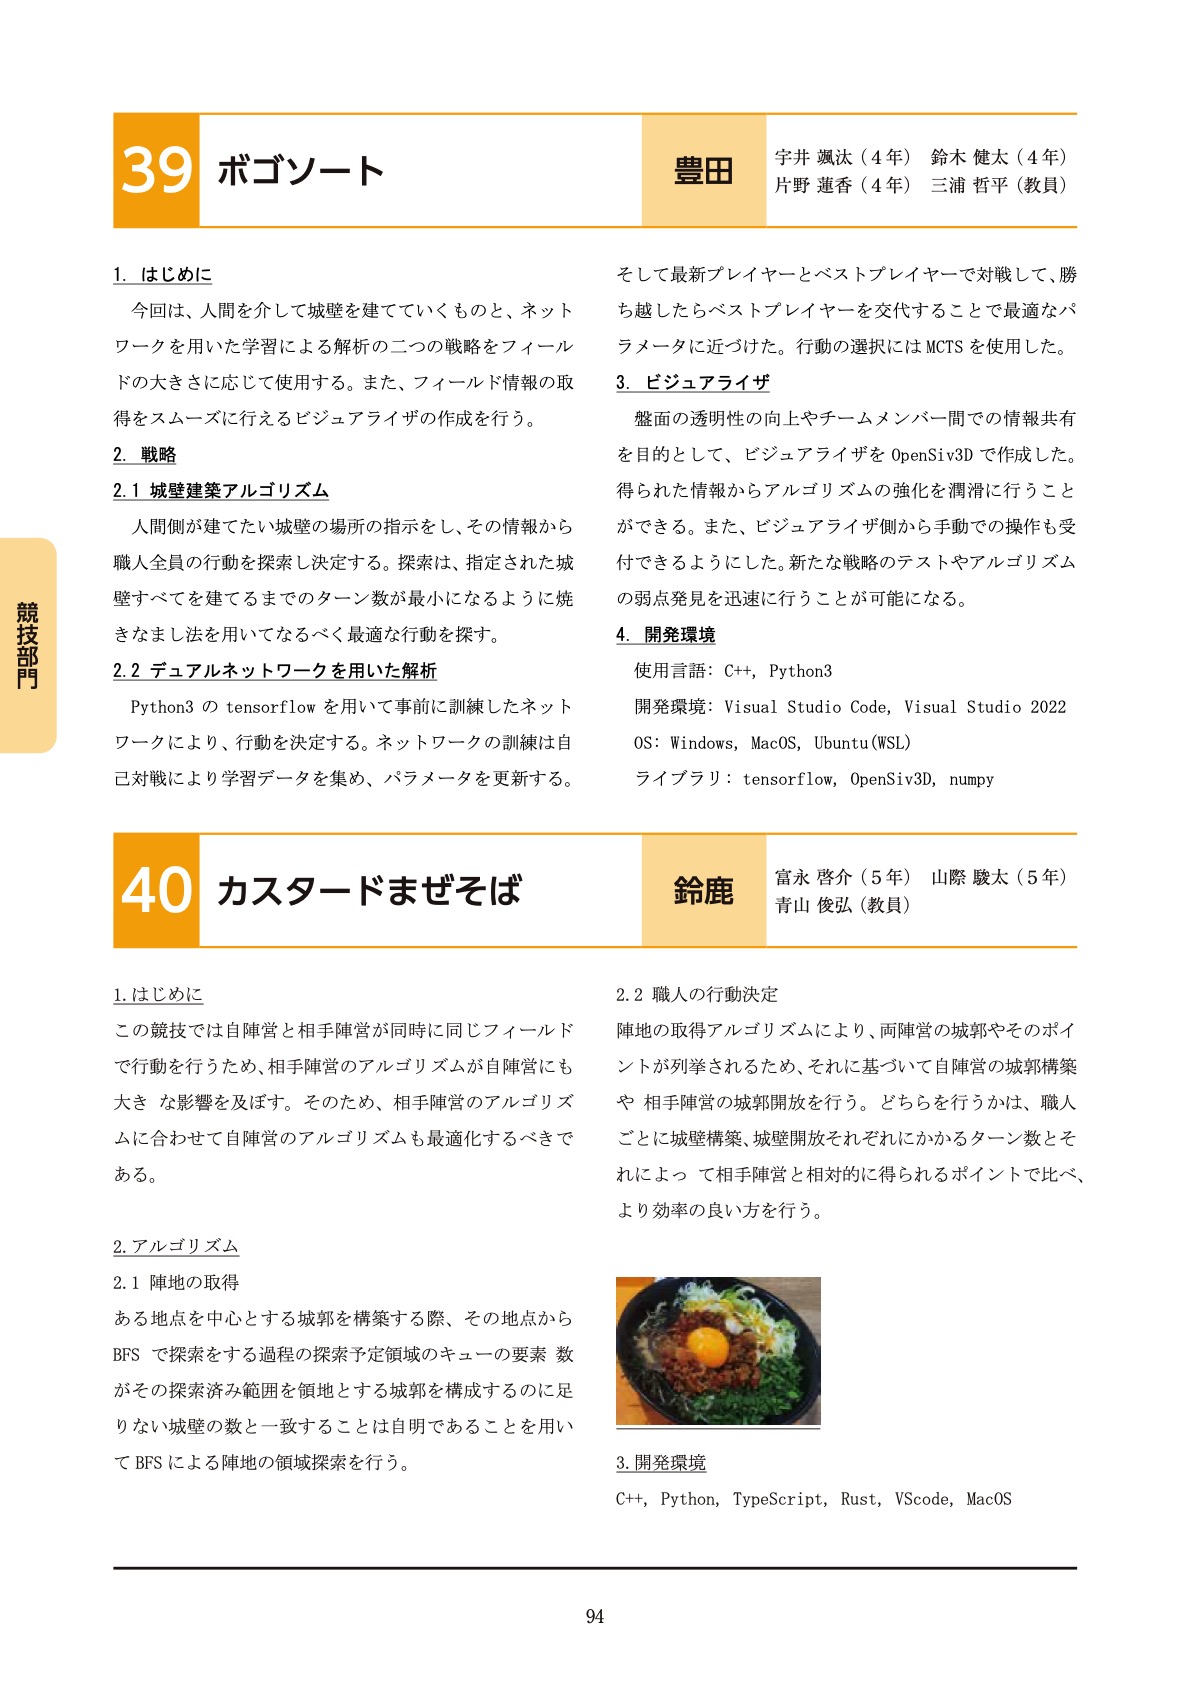 39 ボゴソート 豊田 宇井 颯汰（４年） 鈴木 健太（４年）
片野 蓮香（４年） 三浦 哲平（教員）
1. はじめに
今回は、人間を介して城壁を建てていくものと、ネット
ワークを用いた学習による解析の二つの戦略をフィール
ドの大きさに応じて使用する。また、フィールド情報の取
得をスムーズに行えるビジュアライザの作成を行う。
2. 戦略
2.1 城壁建築アルゴリズム
人間側が建てたい城壁の場所の指示をし、その情報から
職人全員の行動を探索し決定する。探索は、指定された城
壁すべてを建てるまでのターン数が最小になるように焼
きなまし法を用いてなるべく最適な行動を探す。
2.2 デュアルネットワークを用いた解析
Python3 の tensorflow を用いて事前に訓練したネット
ワークにより、行動を決定する。ネットワークの訓練は自
己対戦により学習データを集め、パラメータを更新する。
そして最新プレイヤーとベストプレイヤーで対戦して、勝
ち越したらベストプレイヤーを交代することで最適なパ
ラメータに近づけた。行動の選択には MCTS を使用した。
3. ビジュアライザ
盤面の透明性の向上やチームメンバー間での情報共有
を目的として、ビジュアライザを OpenSiv3D で作成した。
得られた情報からアルゴリズムの強化を潤滑に行うこと
ができる。また、ビジュアライザ側から手動での操作も受
付できるようにした。新たな戦略のテストやアルゴリズム
の弱点発見を迅速に行うことが可能になる。
4. 開発環境
使用言語: C++, Python3
開発環境: Visual Studio Code, Visual Studio 2022
OS: Windows, MacOS, Ubuntu(WSL)
ライブラリ: tensorflow, OpenSiv3D, numpy
競技部門
40 カスタードまぜそば 鈴鹿 富永 啓介（５年） 山際 駿太（５年）
青山 俊弘（教員）
1.はじめに
この競技では自陣営と相手陣営が同時に同じフィールド
で行動を行うため、相手陣営のアルゴリズムが自陣営にも
大き な影響を及ぼす。そのため、相手陣営のアルゴリズ
ムに合わせて自陣営のアルゴリズムも最適化するべきで
ある。
2.アルゴリズム
2.1 陣地の取得
ある地点を中心とする城郭を構築する際、その地点から
BFS で探索をする過程の探索予定領域のキューの要素 数
がその探索済み範囲を領地とする城郭を構成するのに足
りない城壁の数と一致することは自明であることを用い
て BFS による陣地の領域探索を行う。
2.2 職人の行動決定
陣地の取得アルゴリズムにより、両陣営の城郭やそのポイ
ントが列挙されるため、それに基づいて自陣営の城郭構築
や 相手陣営の城郭開放を行う。どちらを行うかは、職人
ごとに城壁構築、城壁開放それぞれにかかるターン数とそ
れによっ て相手陣営と相対的に得られるポイントで比べ、
より効率の良い方を行う。
3.開発環境
C++, Python, TypeScript, Rust, VScode, MacOS
94